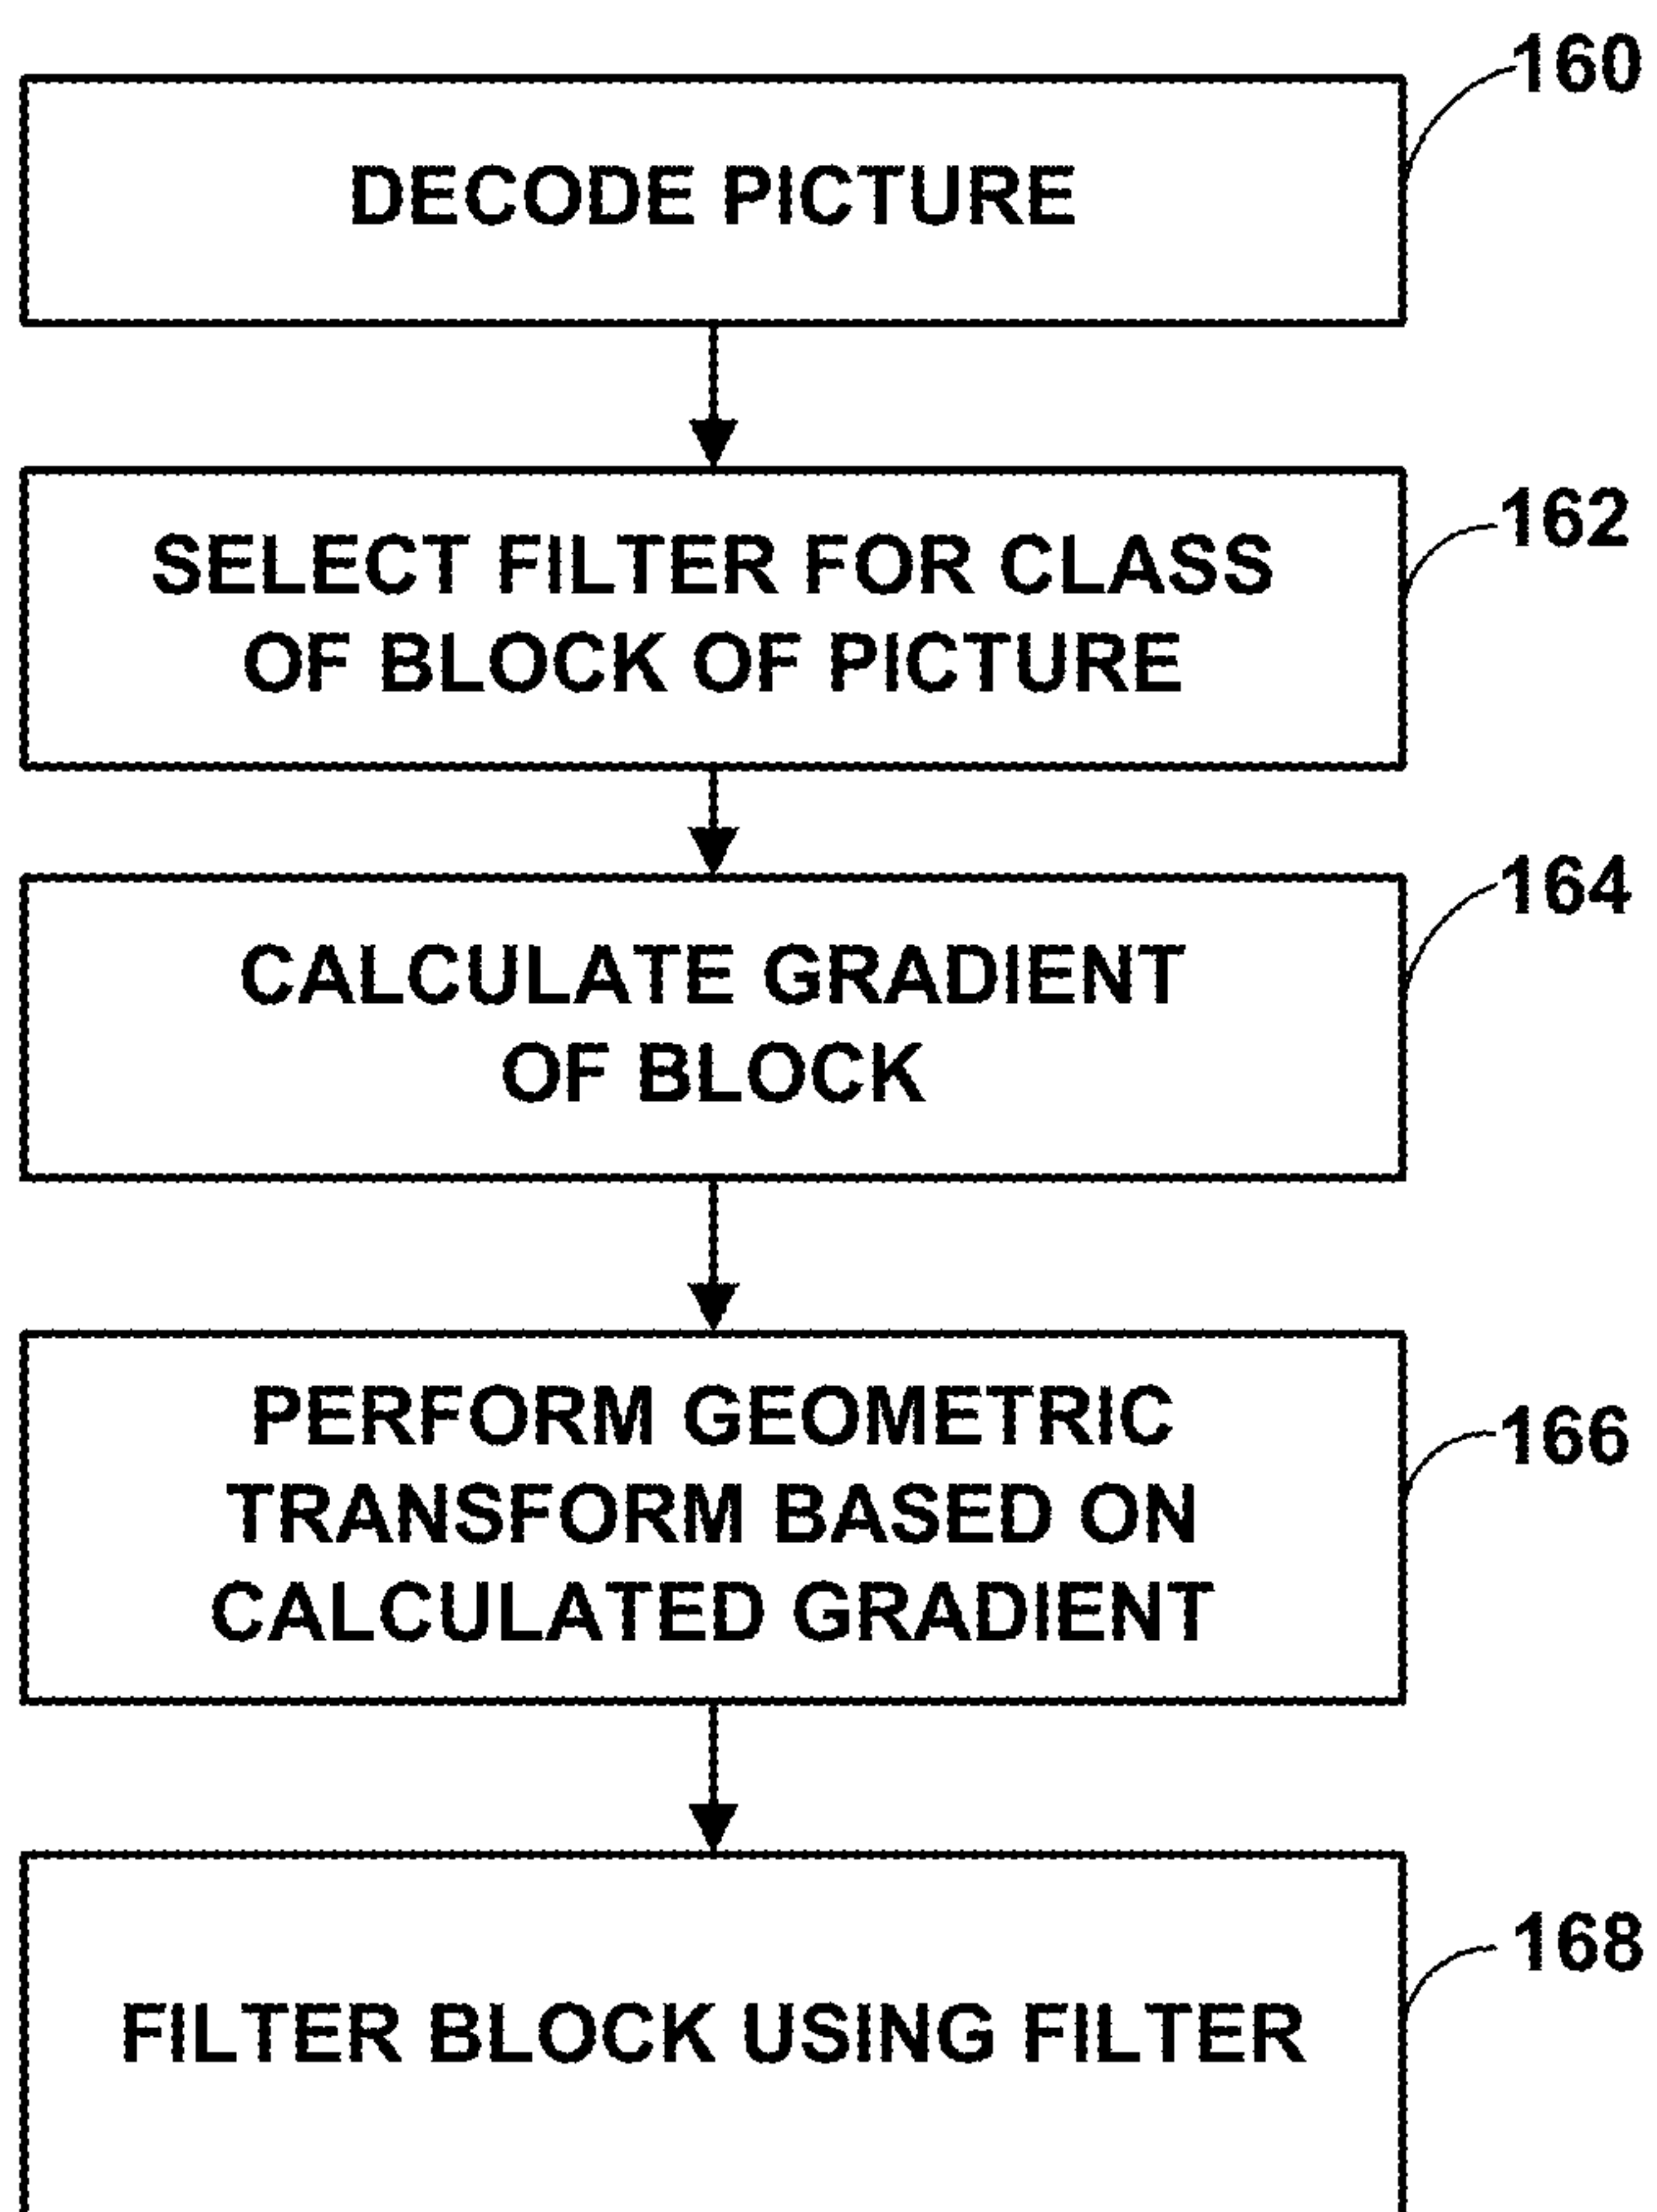 160
DECODE PICTURE
162
SELECT FILTER FOR CLASS
OF BLOCK OF PICTURE
164
CALCULATE GRADIENT
OF BLOCK
166
PERFORM GEOMETRIC
TRANSFORM BASED ON
CALCULATED GRADIENT
168
FILTER BLOCK USING FILTER